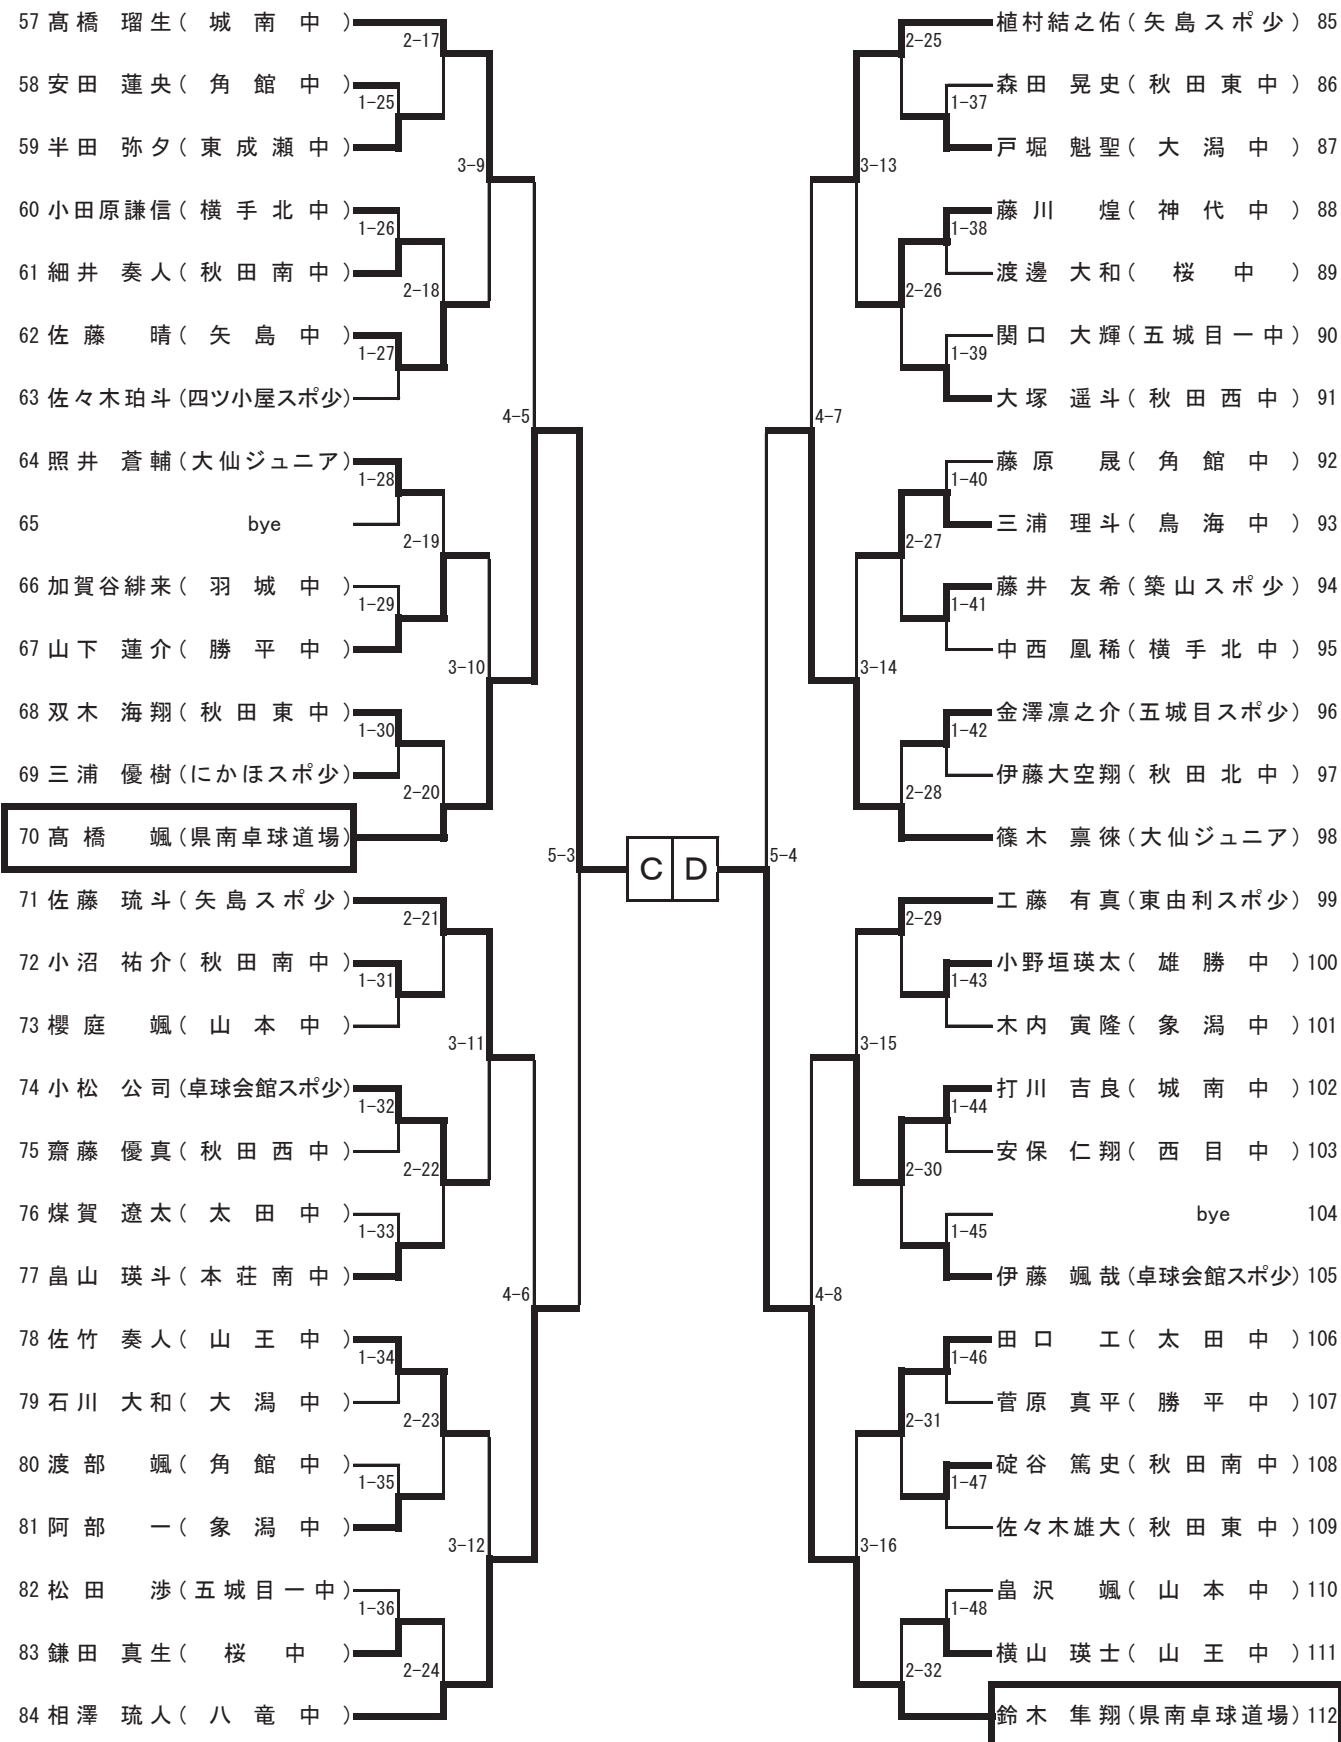 57 髙橋 瑠生(城南中)
2-17
58 安田 蓮央(角館中)
1-25
59 半田 弥夕(東成瀬中)
3-9
60 小田原謙信(横手北中)
1-26
61 細井 奏人(秋田南中)
2-18
62 佐藤 晴(矢島中)
1-27
63 佐々木珀斗(四ツ小屋スポ少)
4-5
64 照井 蒼輔(大仙ジュニア)
1-28
65 bye
2-19
66 加賀谷緋来(羽城中)
1-29
67 山下 蓮介(勝平中)
3-10
68 双木 海翔(秋田東中)
1-30
69 三浦 優樹(にかほスポ少)
2-20
70 髙橋 颯(県南卓球道場)
5-3
71 佐藤 琉斗(矢島スポ少)
2-21
72 小沼 祐介(秋田南中)
1-31
73 櫻庭 颯(山本中)
3-11
74 小松 公司(卓球会館スポ少)
1-32
75 齋藤 優真(秋田西中)
2-22
76 煤賀 遼太(太田中)
1-33
77 畠山 瑛斗(本荘南中)
4-6
78 佐竹 奏人(山王中)
1-34
79 石川 大和(大潟中)
2-23
80 渡部 颯(角館中)
1-35
81 阿部 一(象潟中)
3-12
82 松田 渉(五城目一中)
1-36
83 鎌田 真生(桜中)
2-24
84 相澤 琉人(八竜中)
C D
植村結之佑(矢島スポ少) 85
2-25
森田 晃史(秋田東中) 86
1-37
戸堀 魁聖(大潟中) 87
3-13
藤川 煌(神代中) 88
1-38
渡邊 大和(桜中) 89
2-26
関口 大輝(五城目一中) 90
1-39
大塚 遥斗(秋田西中) 91
4-7
藤原 晟(角館中) 92
1-40
三浦 理斗(鳥海中) 93
2-27
藤井 友希(築山スポ少) 94
1-41
中西 凰稀(横手北中) 95
3-14
金澤凛之介(五城目スポ少) 96
1-42
伊藤大空翔(秋田北中) 97
2-28
篠木 禀徠(大仙ジュニア) 98
5-4
工藤 有真(東由利スポ少) 99
2-29
小野垣瑛太(雄勝中) 100
1-43
木内 寅隆(象潟中) 101
3-15
打川 吉良(城南中) 102
1-44
安保 仁翔(西目中) 103
2-30
bye 104
1-45
伊藤 颯哉(卓球会館スポ少) 105
4-8
田口 工(太田中) 106
1-46
菅原 真平(勝平中) 107
2-31
碇谷 篤史(秋田南中) 108
1-47
佐々木雄大(秋田東中) 109
3-16
畠沢 颯(山本中) 110
1-48
横山 瑛士(山王中) 111
2-32
鈴木 隼翔(県南卓球道場) 112